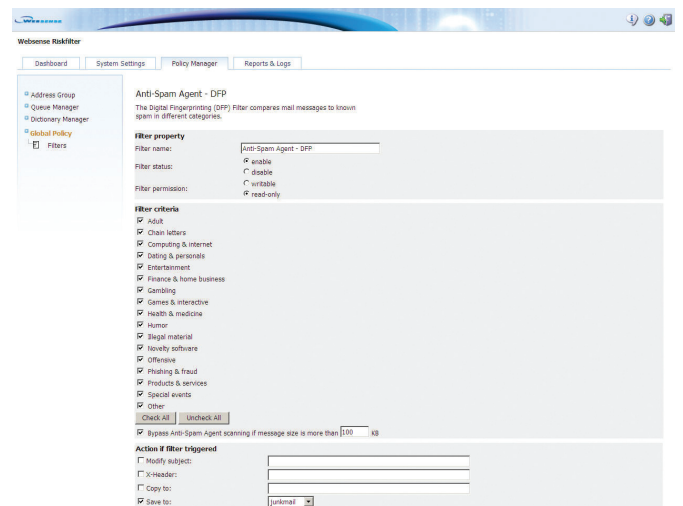 Websense
Websense Riskfilter
Dashboard System Settings Policy Manager Reports & Logs
Address Group
Queue Manager
Dictionary Manager
Global Policy
Filters
Anti-Spam Agent - DFP
The Digital Fingerprinting (DFP) Filter compares mail messages to known
spam in different categories.
Filter property
Filter name: Anti-Spam Agent - DFP
Filter status: enable
disable
Filter permission: writable
read-only
Filter criteria
Adult
Chain letters
Computing & internet
Dating & personals
Entertainment
Finance & home business
Gambling
Games & interactive
Health & medicine
Humor
Illegal material
Novelty software
Offensive
Phishing & fraud
Products & services
Special events
Other
Check All Uncheck All
Bypass Anti-Spam Agent scanning if message size is more than 100 KB
Action if filter triggered
Modify subject:
X-Header:
Copy to:
Save to: junkmail